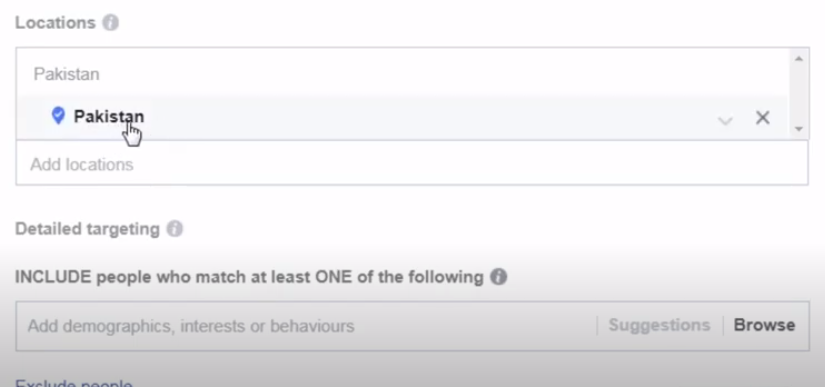 Locations
Pakistan
Pakistan
Add locations
Detailed targeting
INCLUDE people who match at least ONE of the following
Add demographics, interests or behaviours | Suggestions | Browse
Exclude people